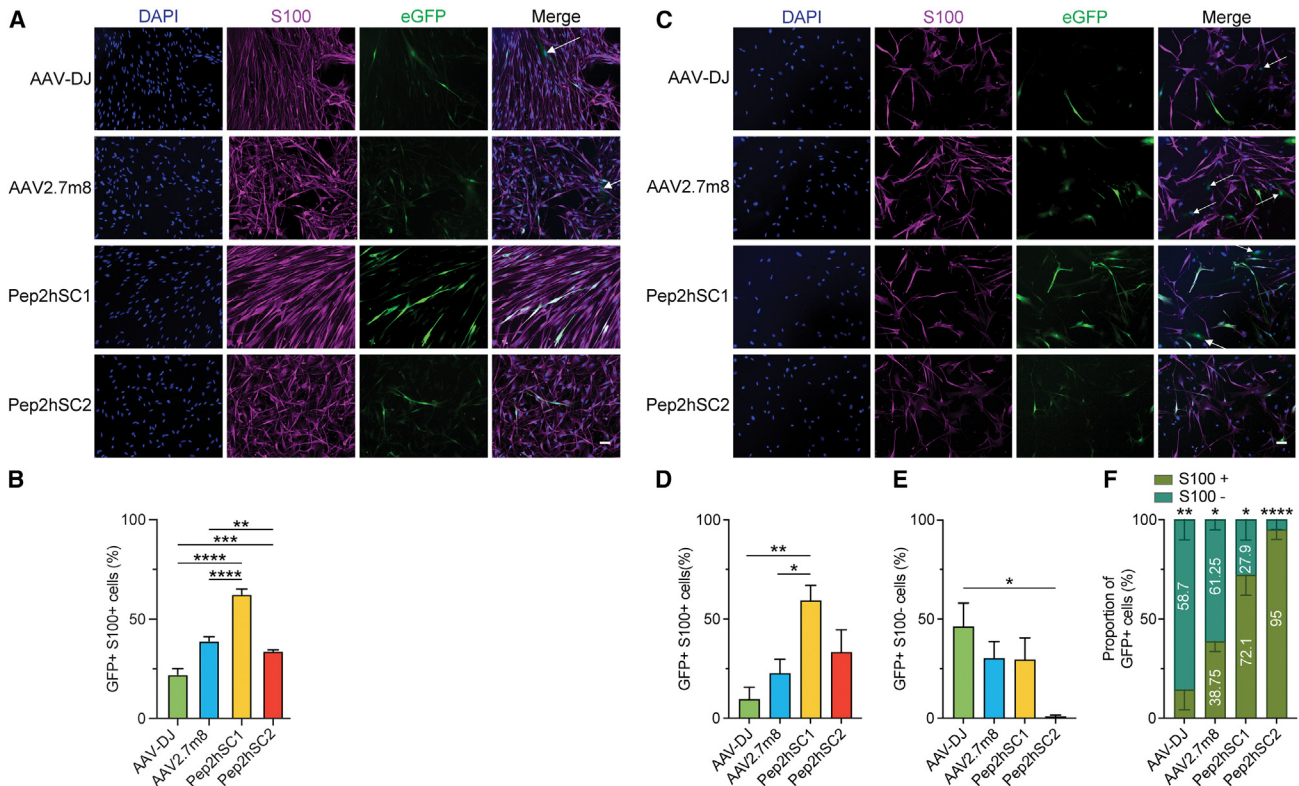 A
DAPI
S100
eGFP
Merge
AAV-DJ
AAV2.7m8
Pep2hSC1
Pep2hSC2
C
DAPI
S100
eGFP
Merge
AAV-DJ
AAV2.7m8
Pep2hSC1
Pep2hSC2
B
GFP+ S100+ cells (%)
100
50
0
**
***
****
****
AAV-DJ
AAV2.7m8
Pep2hSC1
Pep2hSC2
D
GFP+ S100+ cells(%)
100
50
0
**
*
AAV-DJ
AAV2.7m8
Pep2hSC1
Pep2hSC2
E
GFP+ S100- cells(%)
100
50
0
*
AAV-DJ
AAV2.7m8
Pep2hSC1
Pep2hSC2
F
S100 +
S100 -
Proportion of
GFP+ cells (%)
100
50
0
** * * ****
58.7
61.25
38.75
27.9
72.1
95
AAV-DJ
AAV2.7m8
Pep2hSC1
Pep2hSC2